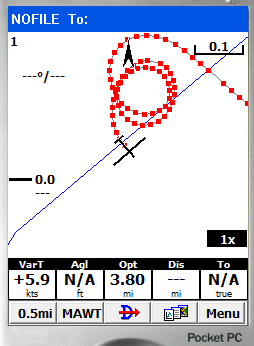 NOFILE To:
1
0.1
---°/---
0.0
---
1x
VarT Agl Opt Dis To
+5.9 N/A 3.80 --- N/A
kts ft mi mi true
0.5mi MAWT Menu
Pocket PC